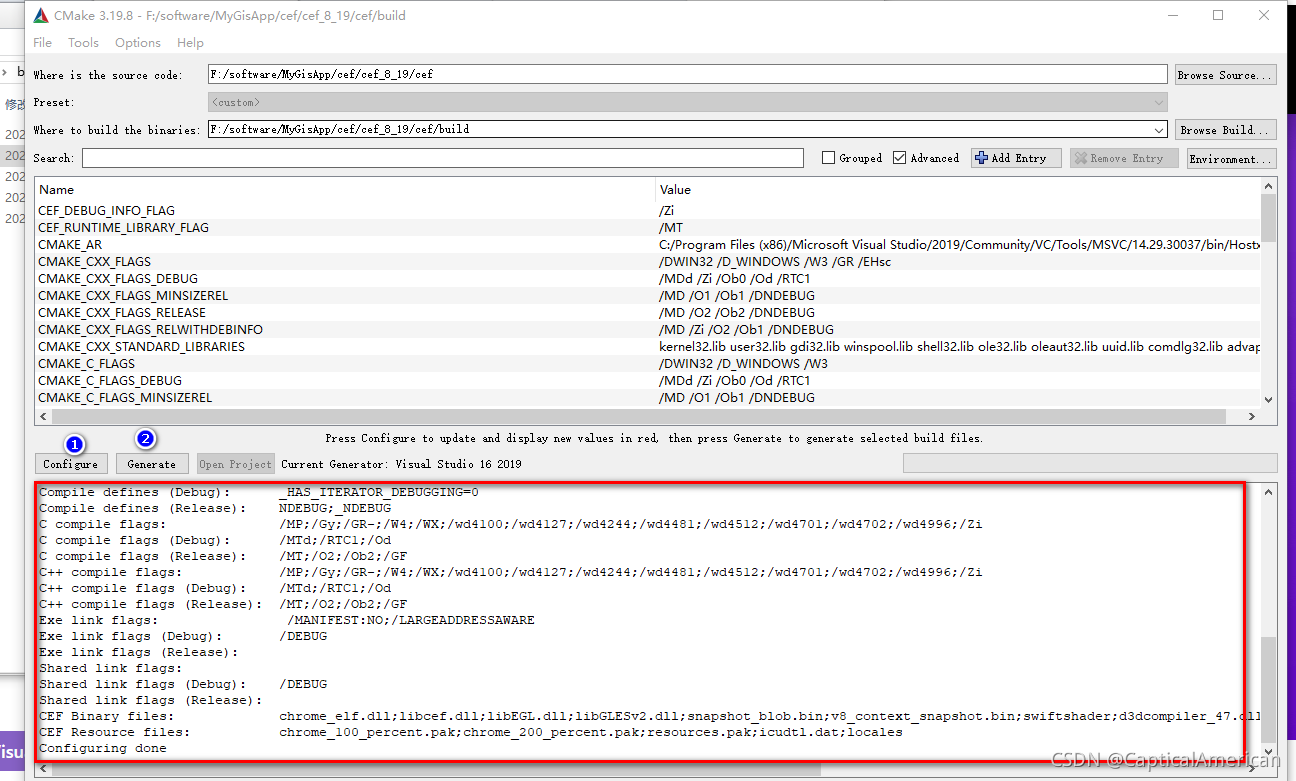 CMake 3.19.8 - F:/software/MyGisApp/cef/cef_8_19/cef/build
File Tools Options Help
Where is the source code: F:/software/MyGisApp/cef/cef_8_19/cef Browse Source...
Preset: <custom>
Where to build the binaries: F:/software/MyGisApp/cef/cef_8_19/cef/build Browse Build...
Search: Grouped Advanced Add Entry Remove Entry Environment...
Name Value
CEF_DEBUG_INFO_FLAG /Zi
CEF_RUNTIME_LIBRARY_FLAG /MT
CMAKE_AR C:/Program Files (x86)/Microsoft Visual Studio/2019/Community/VC/Tools/MSVC/14.29.30037/bin/Hostx
CMAKE_CXX_FLAGS /DWIN32 /D_WINDOWS /W3 /GR /EHsc
CMAKE_CXX_FLAGS_DEBUG /MDd /Zi /Ob0 /Od /RTC1
CMAKE_CXX_FLAGS_MINSIZEREL /MD /O1 /Ob1 /DNDEBUG
CMAKE_CXX_FLAGS_RELEASE /MD /O2 /Ob2 /DNDEBUG
CMAKE_CXX_FLAGS_RELWITHDEBINFO /MD /Zi /O2 /Ob1 /DNDEBUG
CMAKE_CXX_STANDARD_LIBRARIES kernel32.lib user32.lib gdi32.lib winspool.lib shell32.lib ole32.lib oleaut32.lib uuid.lib comdlg32.lib advap
CMAKE_C_FLAGS /DWIN32 /D_WINDOWS /W3
CMAKE_C_FLAGS_DEBUG /MDd /Zi /Ob0 /Od /RTC1
CMAKE_C_FLAGS_MINSIZEREL /MD /O1 /Ob1 /DNDEBUG
1 2
Press Configure to update and display new values in red, then press Generate to generate selected build files.
Configure Generate Open Project Current Generator: Visual Studio 16 2019
Compile defines (Debug): _HAS_ITERATOR_DEBUGGING=0
Compile defines (Release): NDEBUG;_NDEBUG
C compile flags: /MP;/Gy;/GR-;/W4;/WX;/wd4100;/wd4127;/wd4244;/wd4481;/wd4512;/wd4701;/wd4702;/wd4996;/Zi
C compile flags (Debug): /MTd;/RTC1;/Od
C compile flags (Release): /MT;/O2;/Ob2;/GF
C++ compile flags: /MP;/Gy;/GR-;/W4;/WX;/wd4100;/wd4127;/wd4244;/wd4481;/wd4512;/wd4701;/wd4702;/wd4996;/Zi
C++ compile flags (Debug): /MTd;/RTC1;/Od
C++ compile flags (Release): /MT;/O2;/Ob2;/GF
Exe link flags: /MANIFEST:NO;/LARGEADDRESSAWARE
Exe link flags (Debug): /DEBUG
Exe link flags (Release):
Shared link flags:
Shared link flags (Debug): /DEBUG
Shared link flags (Release):
CEF Binary files: chrome_elf.dll;libcef.dll;libEGL.dll;libGLESv2.dll;snapshot_blob.bin;v8_context_snapshot.bin;swiftshader;d3dcompiler_47.dll
CEF Resource files: chrome_100_percent.pak;chrome_200_percent.pak;resources.pak;icudtl.dat;locales
Configuring done
CSDN @CapticalAmerican